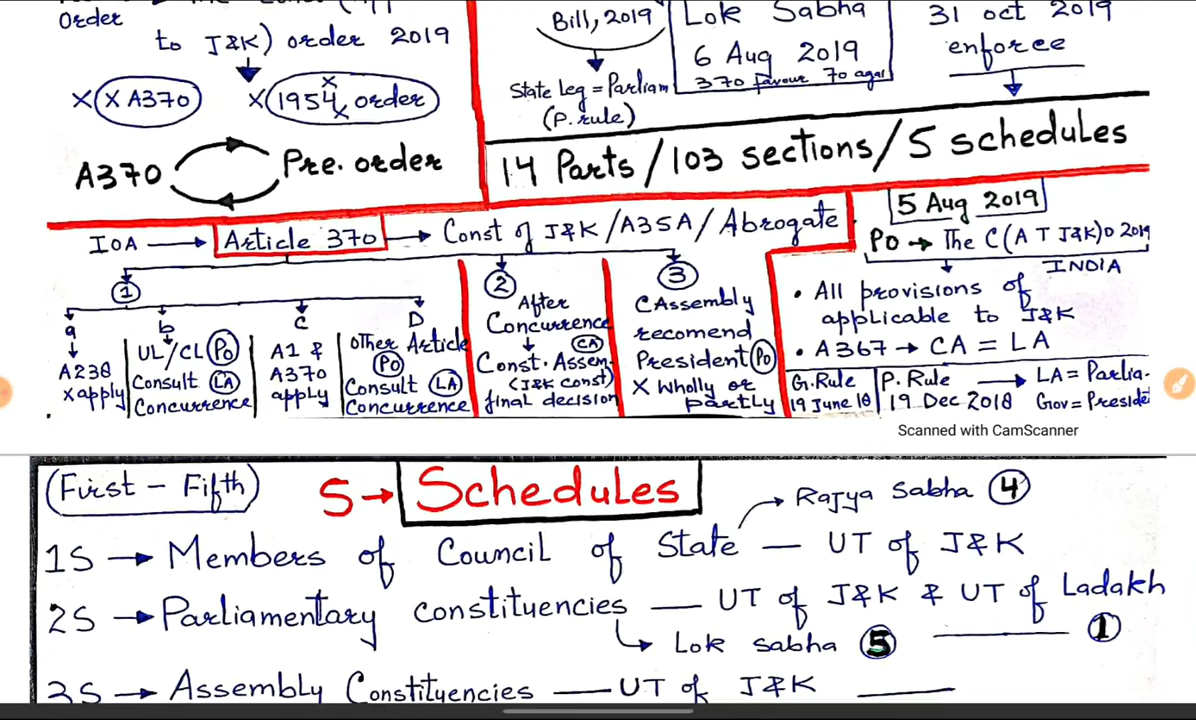 Order
to J&K) order 2019
X (X A370) X (1954 order)
A370 Pre. order
Bill, 2019
State Leg = Parliam
(P. rule)
Lok Sabha
6 Aug 2019
370 favour 70 agai
31 oct 2019
enforce
14 Parts / 103 sections / 5 schedules
IOA → Article 370 → Const of J&K / A35A / Abrogate
1
a
A238
x apply
b
UL/CL (PO)
Consult (LA)
Concurrence
C
A1 &
A370
apply
D
Other Article
(PO)
Consult (LA)
Concurrence
2
After
Concurrence
(CA)
Const. Assem.
(J&K Const)
final decision
3
C Assembly
recomend
President (PO)
X Wholly or
partly
5 Aug 2019
PO → The C(A T J&K)O 2019
INDIA
• All provisions of
applicable to J&K
• A367 → CA = LA
G. Rule
19 June 18
P. Rule → LA = Parlia-
19 Dec 2018 Gov = Preside
Scanned with CamScanner
(First - Fifth) 5 → Schedules
Rajya Sabha (4)
1S → Members of Council of State — UT of J&K
2S → Parliamentary constituencies — UT of J&K & UT of Ladakh
Lok sabha (5) — (1)
3S → Assembly Constituencies — UT of J&K —